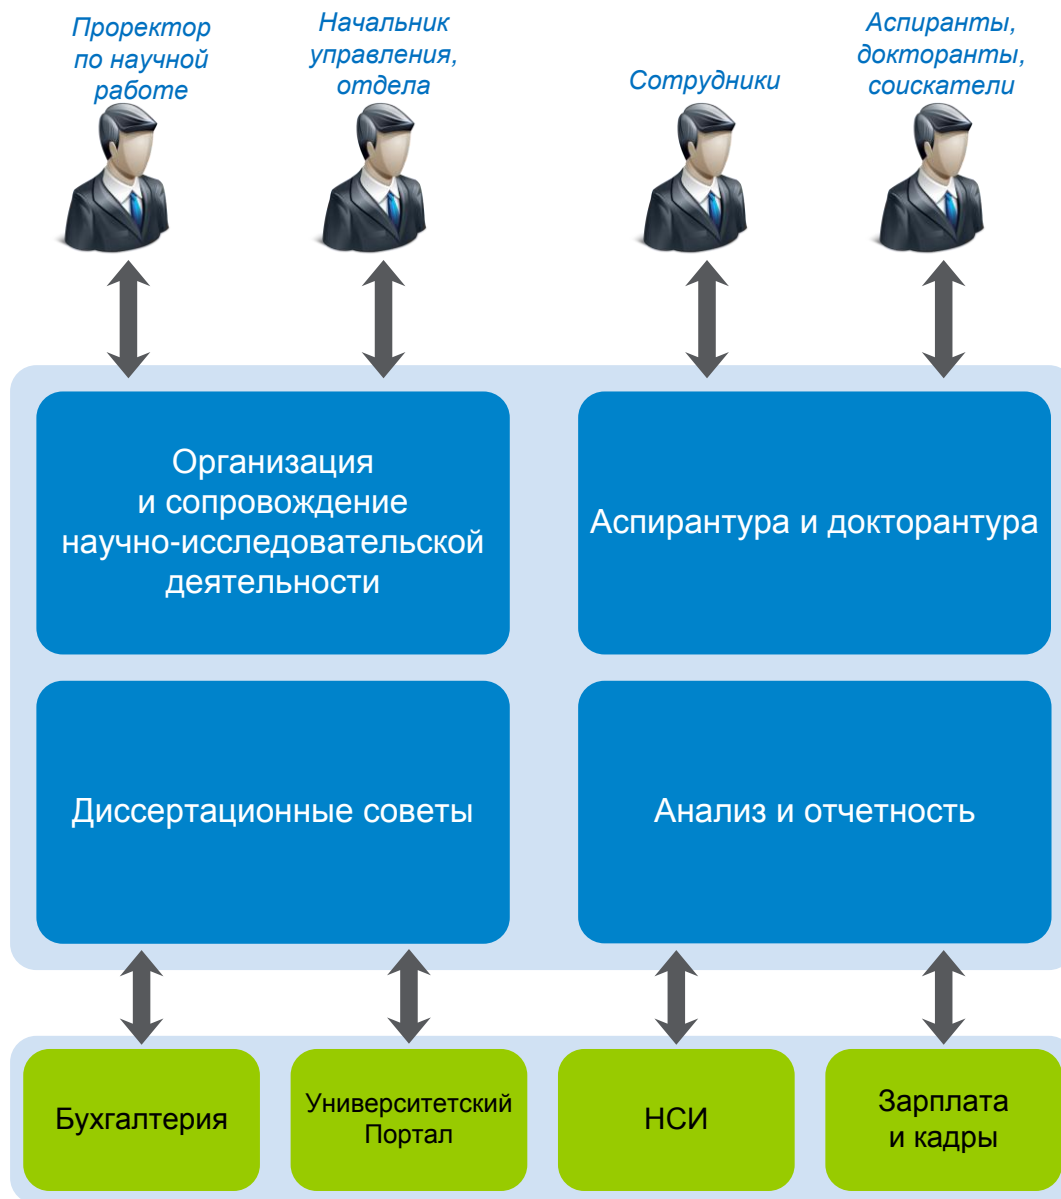 Проректор
по научной
работе
Начальник
управления,
отдела
Сотрудники
Аспиранты,
докторанты,
соискатели
Организация
и сопровождение
научно-исследовательской
деятельности
Аспирантура и докторантура
Диссертационные советы
Анализ и отчетность
Бухгалтерия
Университетский
Портал
НСИ
Зарплата
и кадры